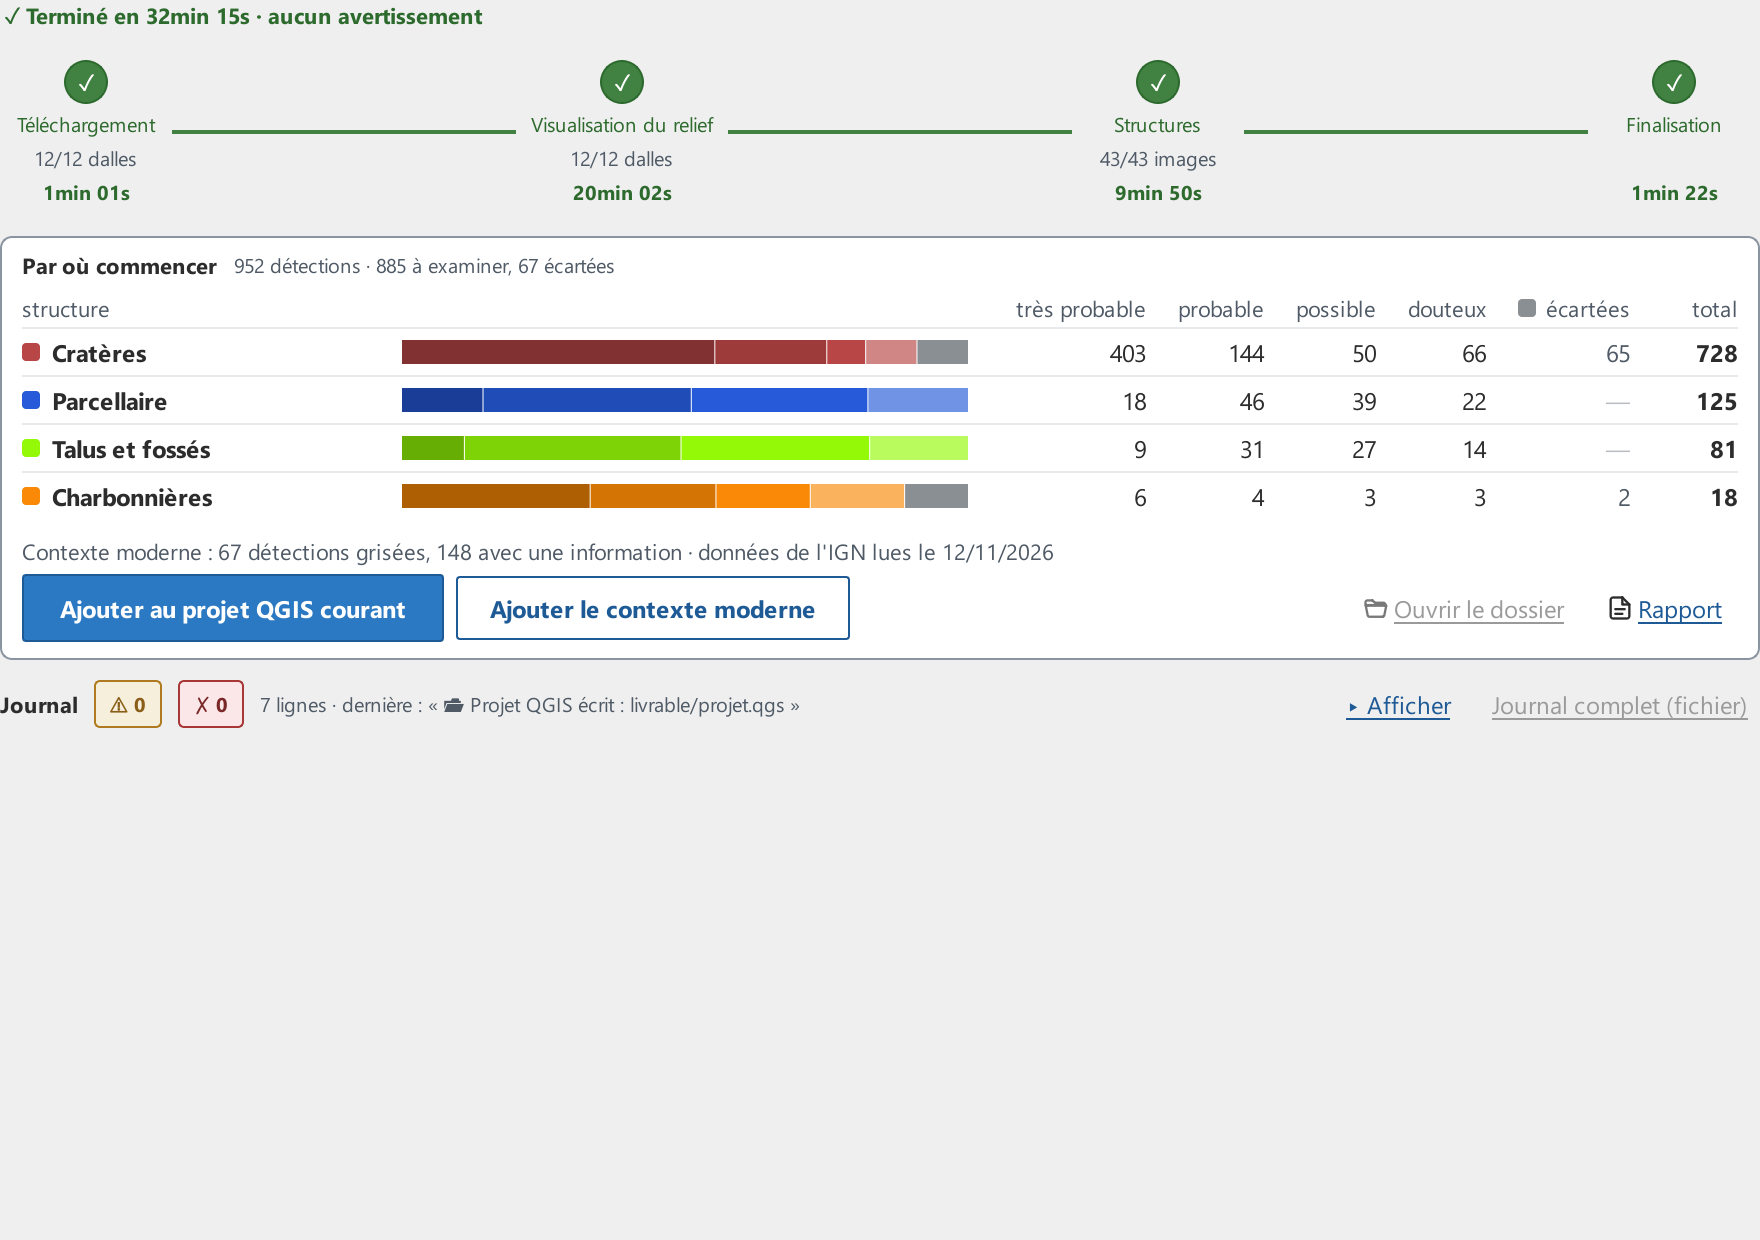 ✓ Terminé en 32min 15s · aucun avertissement
✓ ✓ ✓ ✓
Téléchargement Visualisation du relief Structures Finalisation
12/12 dalles 12/12 dalles 43/43 images
1min 01s 20min 02s 9min 50s 1min 22s
Par où commencer 952 détections · 885 à examiner, 67 écartées
structure très probable probable possible douteux écartées total
Cratères 403 144 50 66 65 728
Parcellaire 18 46 39 22 — 125
Talus et fossés 9 31 27 14 — 81
Charbonnières 6 4 3 3 2 18
Contexte moderne : 67 détections grisées, 148 avec une information · données de l'IGN lues le 12/11/2026
Ajouter au projet QGIS courant Ajouter le contexte moderne Ouvrir le dossier Rapport
Journal ⚠ 0 ✗ 0 7 lignes · dernière : « 📂 Projet QGIS écrit : livrable/projet.qgs » ▸ Afficher Journal complet (fichier)